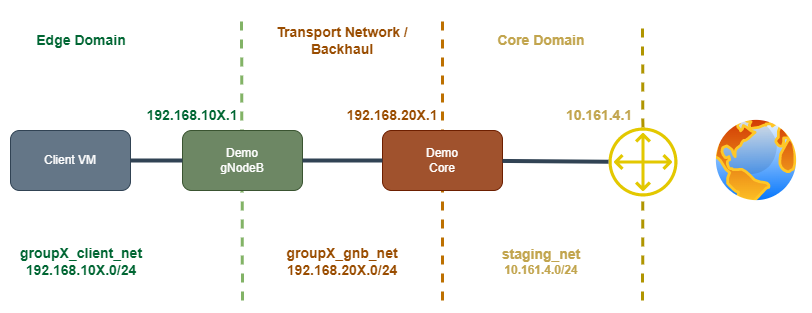 Edge Domain
Transport Network /
Backhaul
Core Domain
192.168.10X.1
192.168.20X.1
10.161.4.1
Client VM
Demo
gNodeB
Demo
Core
groupX_client_net
192.168.10X.0/24
groupX_gnb_net
192.168.20X.0/24
staging_net
10.161.4.0/24